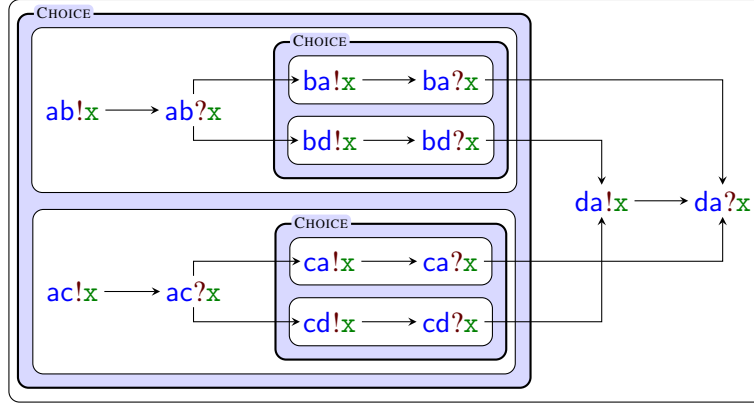 CHOICE
CHOICE
ba!x ba?x
ab!x ab?x
bd!x bd?x
da!x da?x
CHOICE
ca!x ca?x
ac!x ac?x
cd!x cd?x